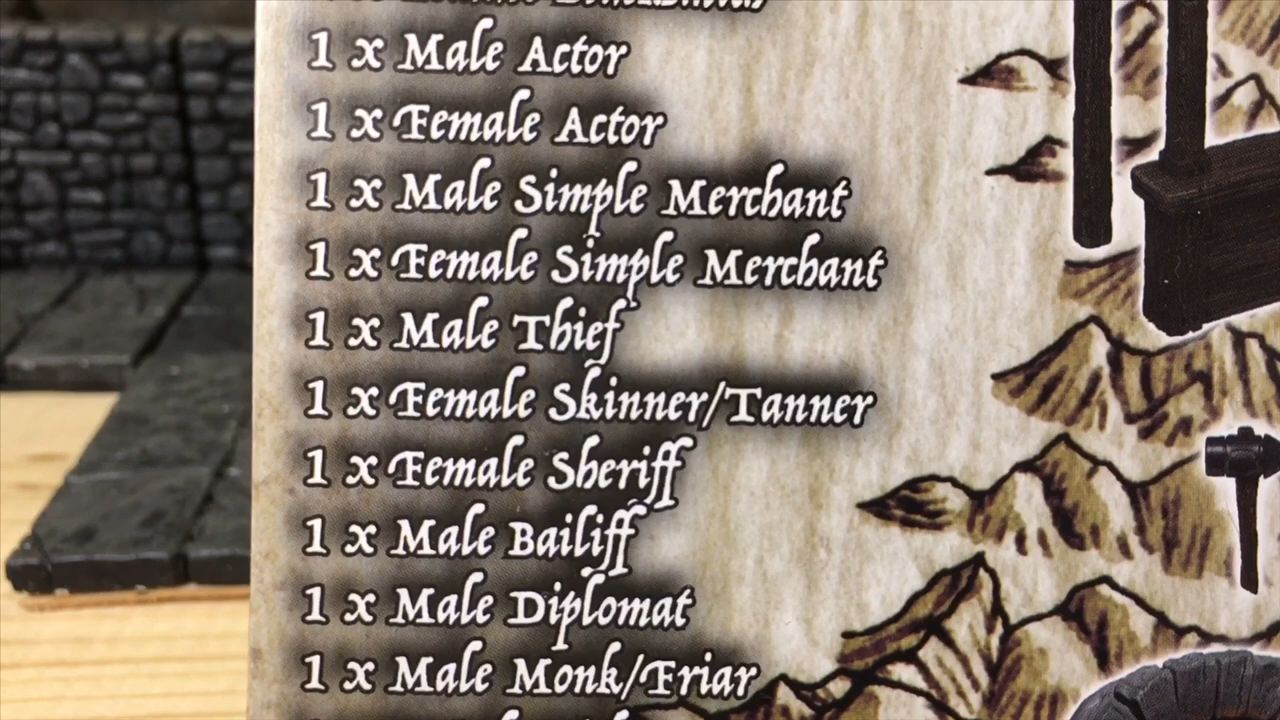 1 x Male Actor
1 x Female Actor
1 x Male Simple Merchant
1 x Female Simple Merchant
1 x Male Thief
1 x Female Skinner/Tanner
1 x Female Sheriff
1 x Male Bailiff
1 x Male Diplomat
1 x Male Monk/Friar